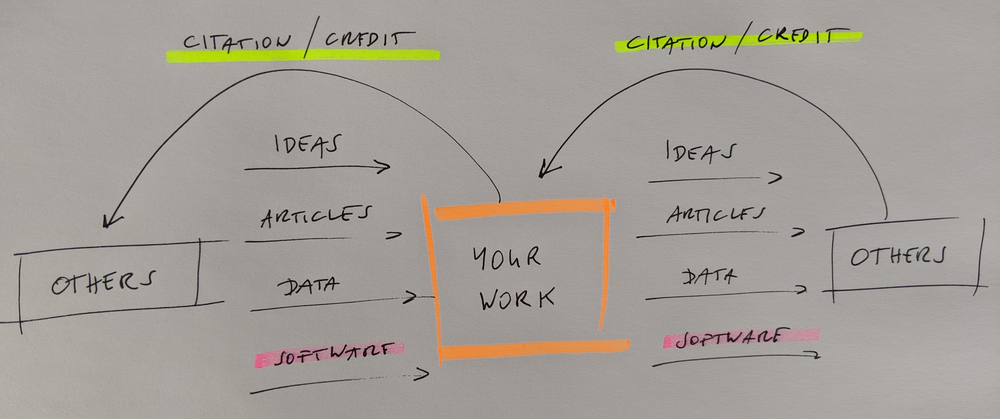 CITATION / CREDIT
CITATION / CREDIT
IDEAS
IDEAS
ARTICLES
ARTICLES
OTHERS
YOUR
WORK
OTHERS
DATA
DATA
SOFTWARE
SOFTWARE